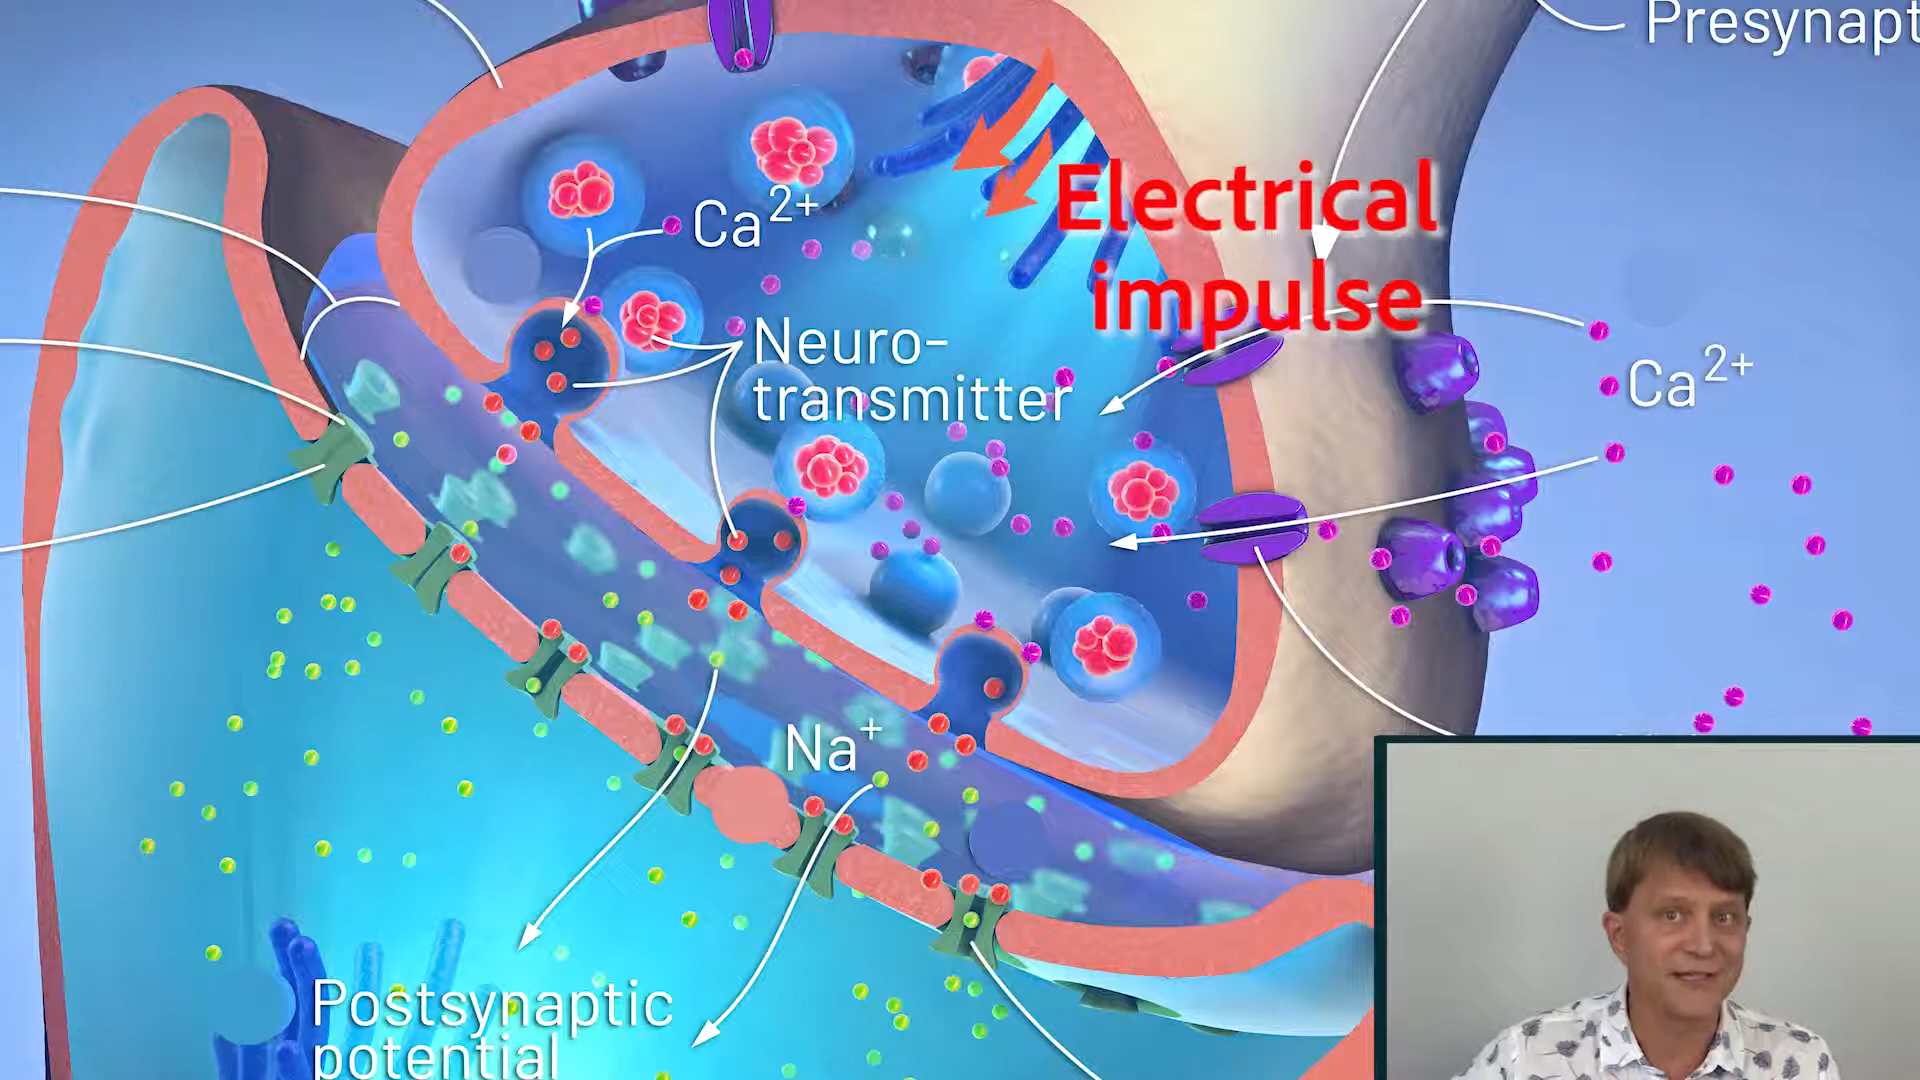 Presynapt
Electrical
impulse
Ca2+
Neuro-
transmitter
Ca2+
Na+
Postsynaptic
potential